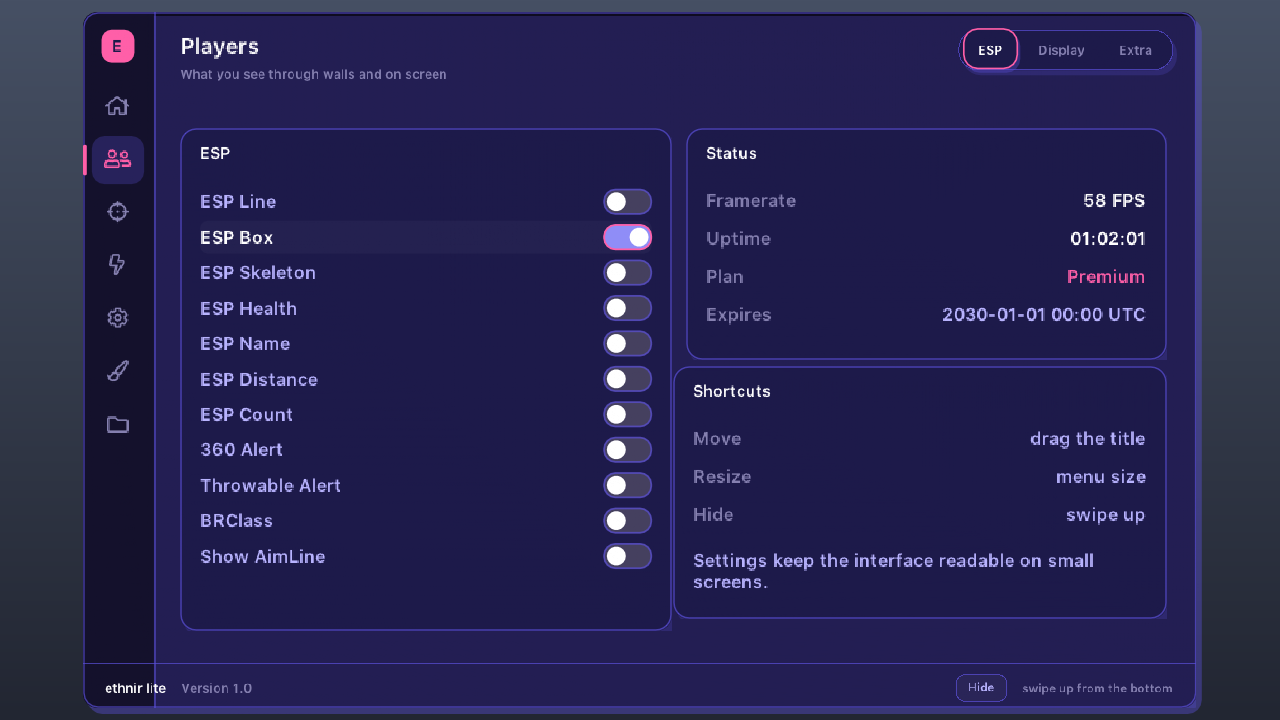 E
Players
What you see through walls and on screen
ESP Display Extra
ESP
ESP Line
ESP Box
ESP Skeleton
ESP Health
ESP Name
ESP Distance
ESP Count
360 Alert
Throwable Alert
BRClass
Show AimLine
Status
Framerate 58 FPS
Uptime 01:02:01
Plan Premium
Expires 2030-01-01 00:00 UTC
Shortcuts
Move drag the title
Resize menu size
Hide swipe up
Settings keep the interface readable on small
screens.
ethnir lite Version 1.0
Hide swipe up from the bottom